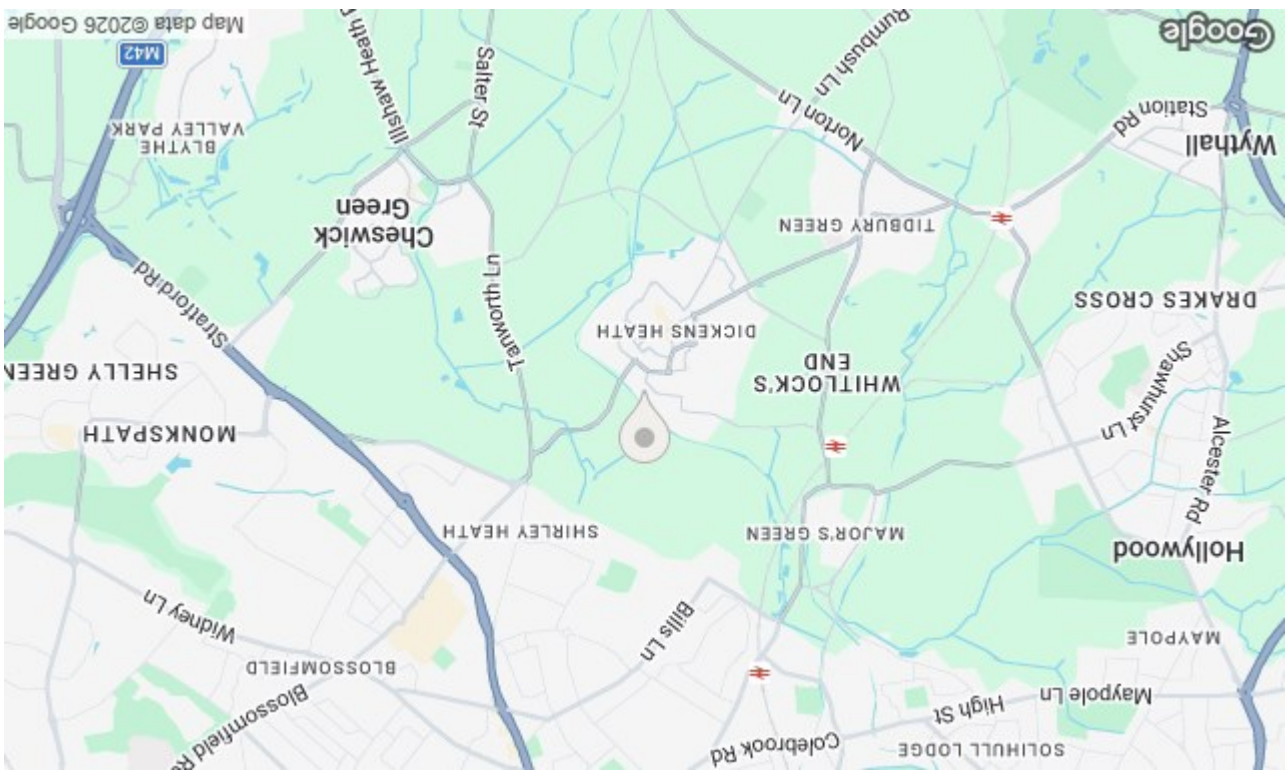 SOLIHULL LODGE
Colebrook Rd
High St
Maypole Ln
Blossomfield Rd
BLOSSOMFIELD
MAYPOLE
Bills Ln
Widney Ln
Hollywood
MAJOR'S GREEN
SHIRLEY HEATH
Alcester Rd
MONKSPATH
Shawhurst Ln
WHITLOCK'S
END
SHELLY GREEN
DRAKES CROSS
DICKENS HEATH
Tanworth Ln
Stratford Rd
TIDBURY GREEN
Cheswick
Green
Wythall
BLYTHE
VALLEY PARK
Station Rd
Norton Ln
Salter St
Illshaw Heath R
M42
Rumbush Ln
Google
Map data ©2026 Google